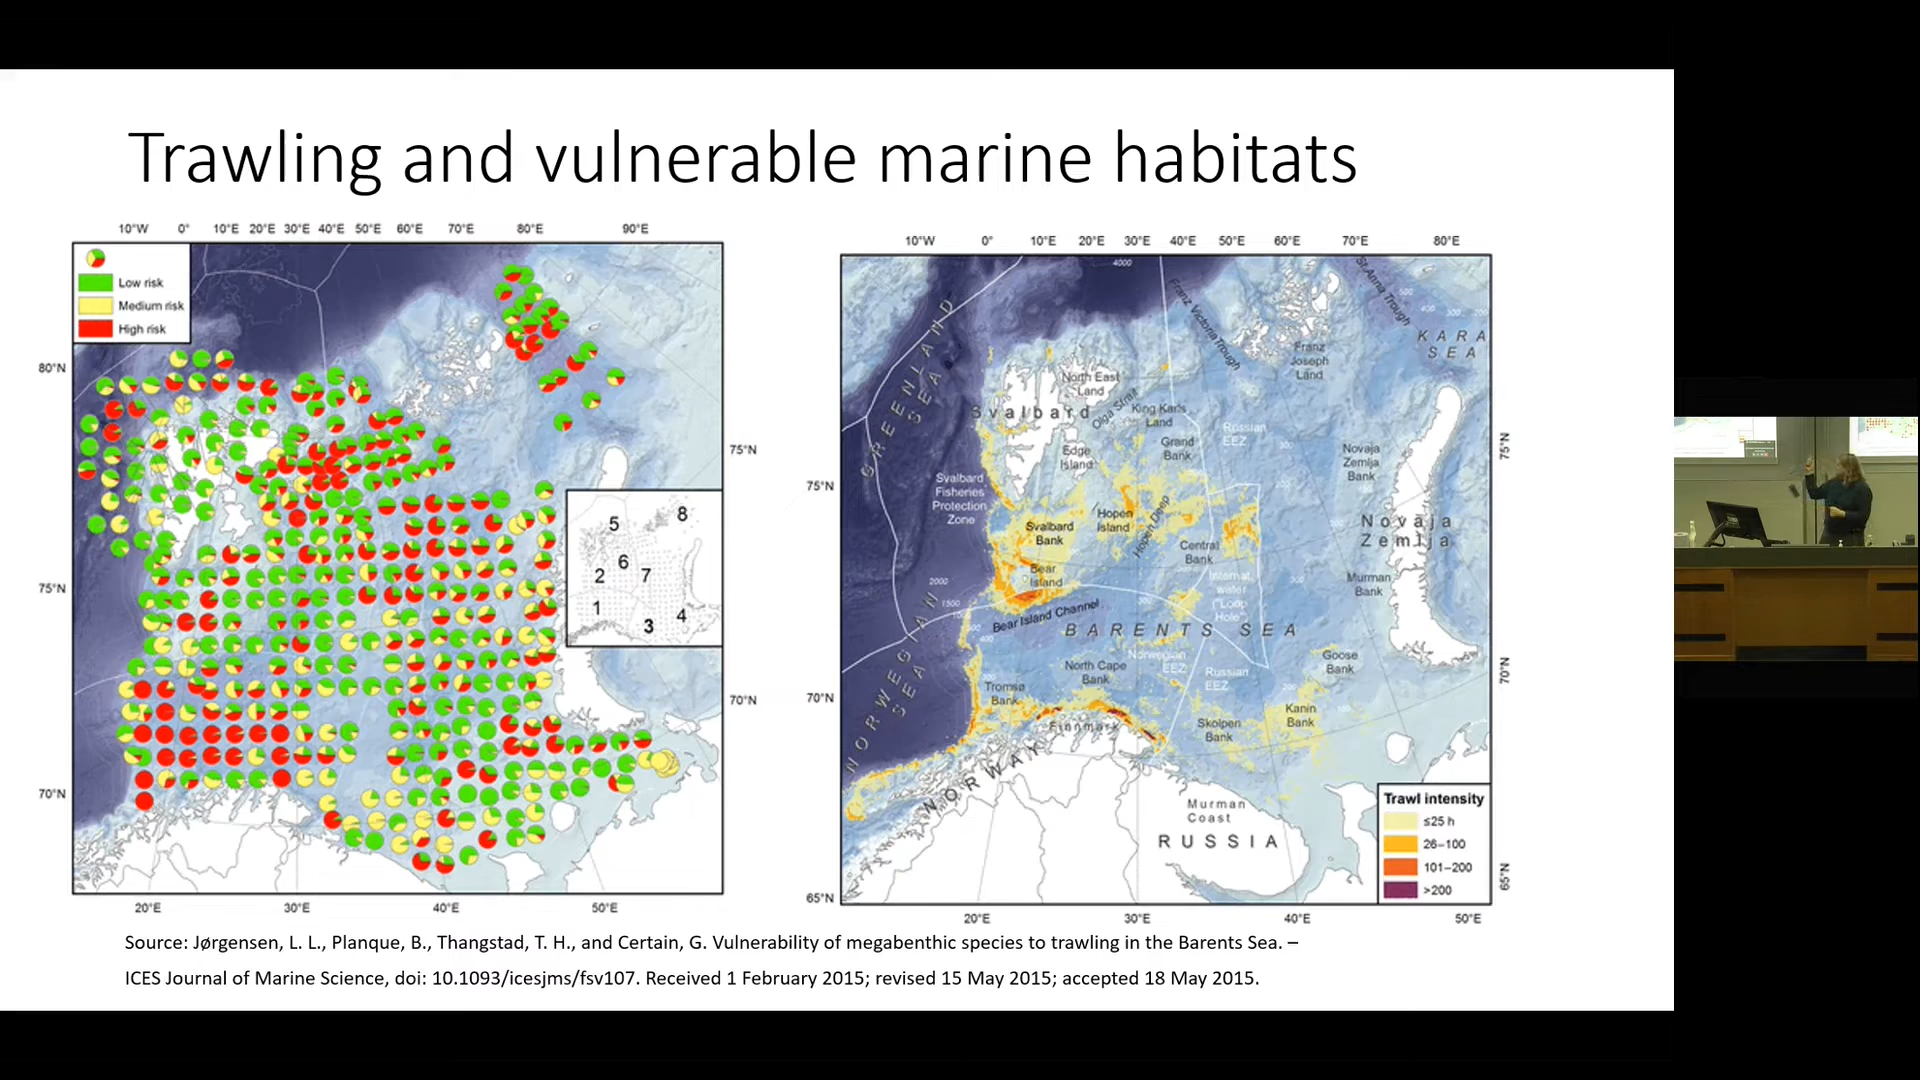 Trawling and vulnerable marine habitats
10°W 0° 10°E 20°E 30°E 40°E 50°E 60°E 70°E 80°E 90°E
Low risk
Medium risk
High risk
80°N
75°N
70°N
75°N
70°N
5 8
6
2 7
1 4
3
20°E 30°E 40°E 50°E
10°W 0° 10°E 20°E 30°E 40°E 50°E 60°E 70°E 80°E
4000
Franz Victoria Trough
St.Anna Trough
500
400 300
KARA
SEA
GREENLAND
SEA
Franz
Joseph
Land
North East
Land
Svalbard
Olga Strait
King Karls
Land
Russian
EEZ
300
Grand
Bank
Edge
Island
Novaja
Zemlja
Bank
75°N
75°N
Svalbard
Fisheries
Protection
Zone
Svalbard
Bank
Hopen
Island
Hopen Deep
Novaja
Zemlja
Central
Bank
Bear
Island
Internat.
water
"Loop
Hole"
Murman
Bank
2000
1500
Bear Island Channel
BARENTS SEA
NORWEGIAN
SEA
North Cape
Bank
Norwegian
EEZ
Russian
EEZ
Goose
Bank
70°N
70°N
Tromsø
Bank
Finnmark
Skolpen
Bank
Kanin
Bank
NORWAY
Murman
Coast
RUSSIA
Trawl intensity
≤25 h
26–100
101–200
>200
65°N
65°N
20°E 30°E 40°E 50°E
Source: Jørgensen, L. L., Planque, B., Thangstad, T. H., and Certain, G. Vulnerability of megabenthic species to trawling in the Barents Sea. –
ICES Journal of Marine Science, doi: 10.1093/icesjms/fsv107. Received 1 February 2015; revised 15 May 2015; accepted 18 May 2015.